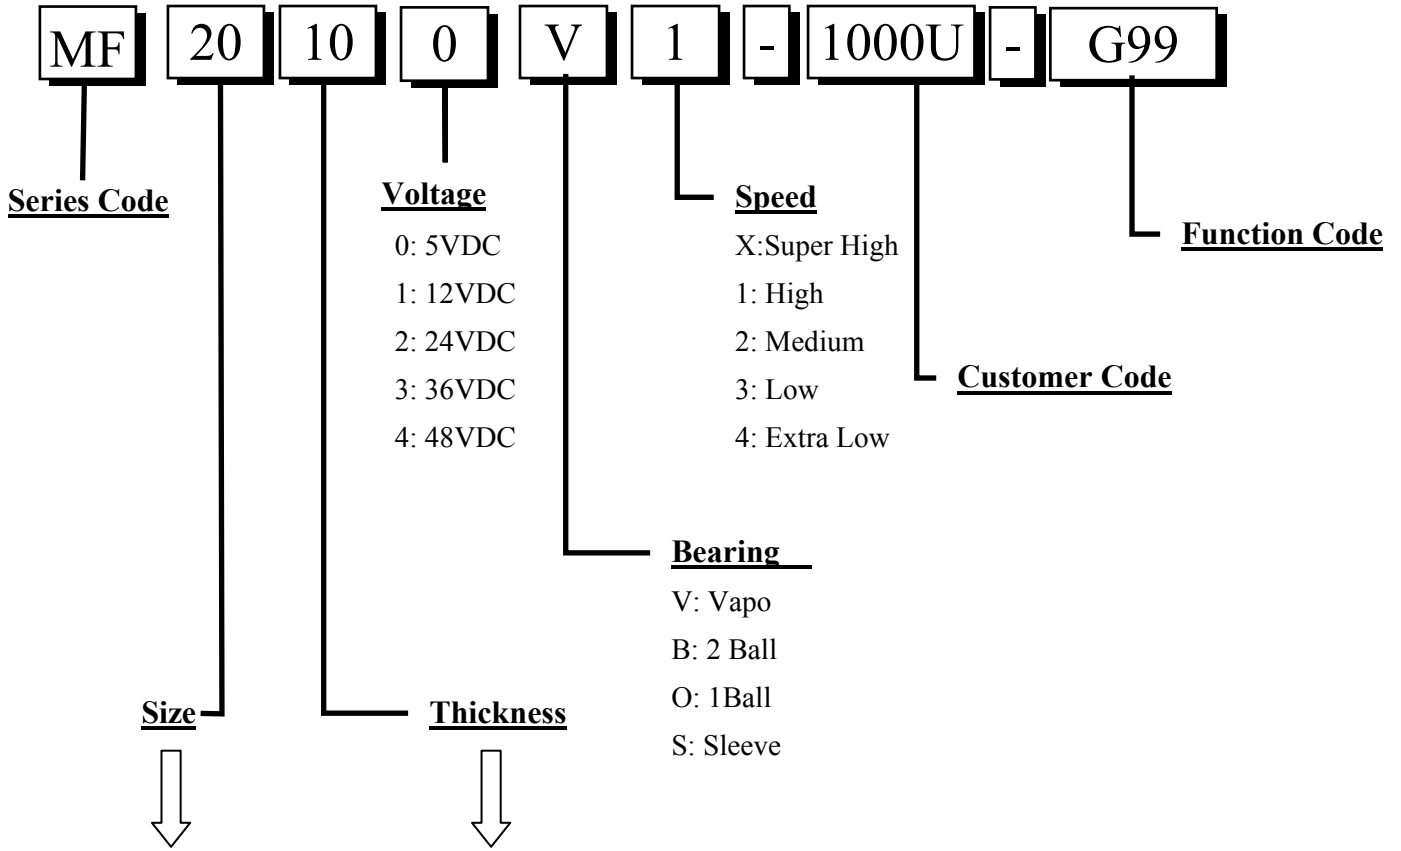 MF 20 10 0 V 1 - 1000U - G99
Series Code
Voltage
0: 5VDC
1: 12VDC
2: 24VDC
3: 36VDC
4: 48VDC
Speed
X:Super High
1: High
2: Medium
3: Low
4: Extra Low
Function Code
Customer Code
Bearing
V: Vapo
B: 2 Ball
O: 1Ball
S: Sleeve
Size
Thickness